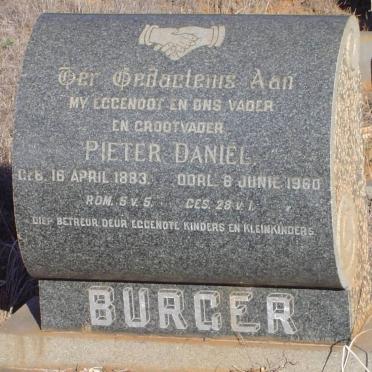 Ter Gedagtenis Aan
MY EGGENOOT EN ONS VADER
EN GROOTVADER
PIETER DANIEL
GEB. 16 APRIL 1883. OORL. 8 JUNIE 1960
ROM. 5 V 5. GES. 28 V 1.
DIEP BETREUR DEUR EGGENOTE KINDERS EN KLEINKINDERS.
BURGER